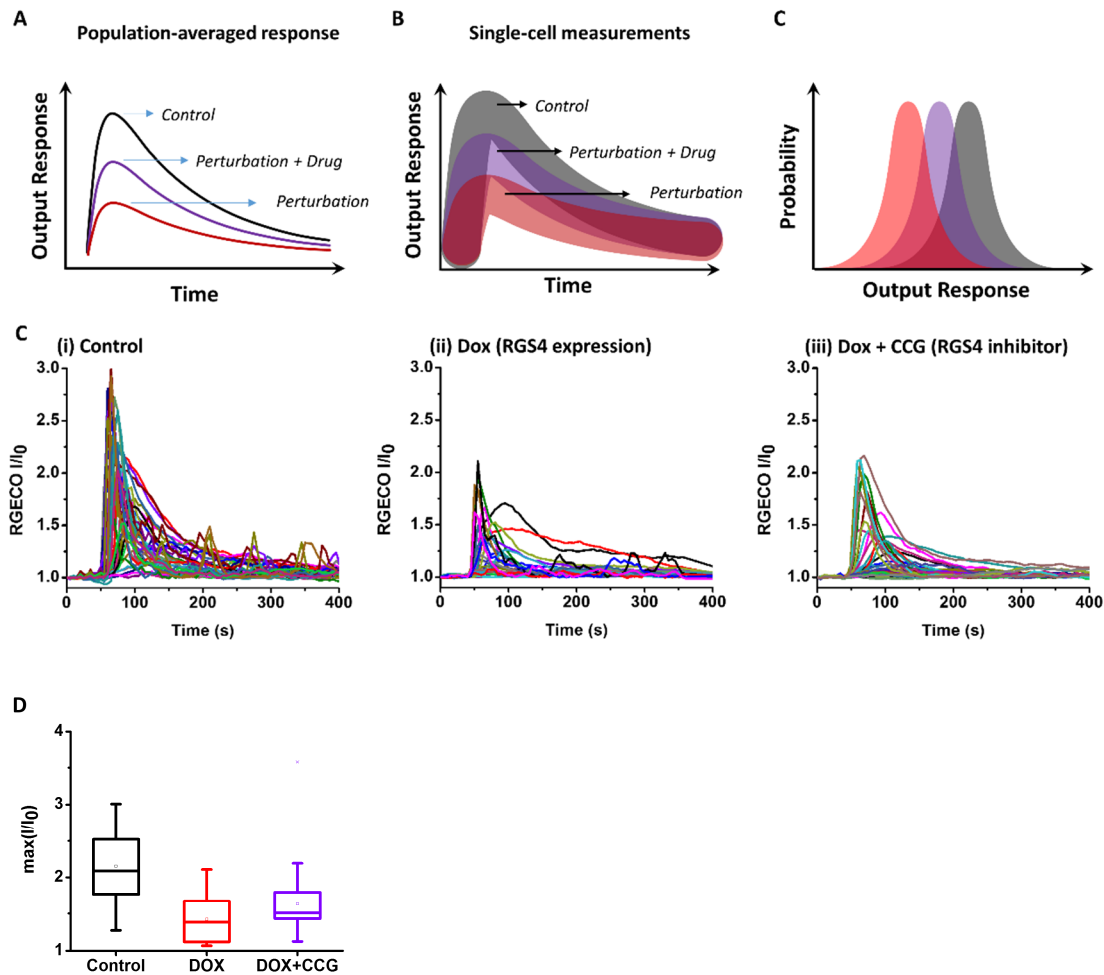 A
Population-averaged response
Output Response
Control
Perturbation + Drug
Perturbation
Time
B
Single-cell measurements
Output Response
Control
Perturbation + Drug
Perturbation
Time
C
Probability
Output Response
C
(i) Control
RGECO I/I0
3.0
2.5
2.0
1.5
1.0
0 100 200 300 400
Time (s)
(ii) Dox (RGS4 expression)
RGECO I/I0
3.0
2.5
2.0
1.5
1.0
0 100 200 300 400
Time (s)
(iii) Dox + CCG (RGS4 inhibitor)
RGECO I/I0
3.0
2.5
2.0
1.5
1.0
0 100 200 300 400
Time (s)
D
max(I/I0)
4
3
2
1
Control DOX DOX+CCG